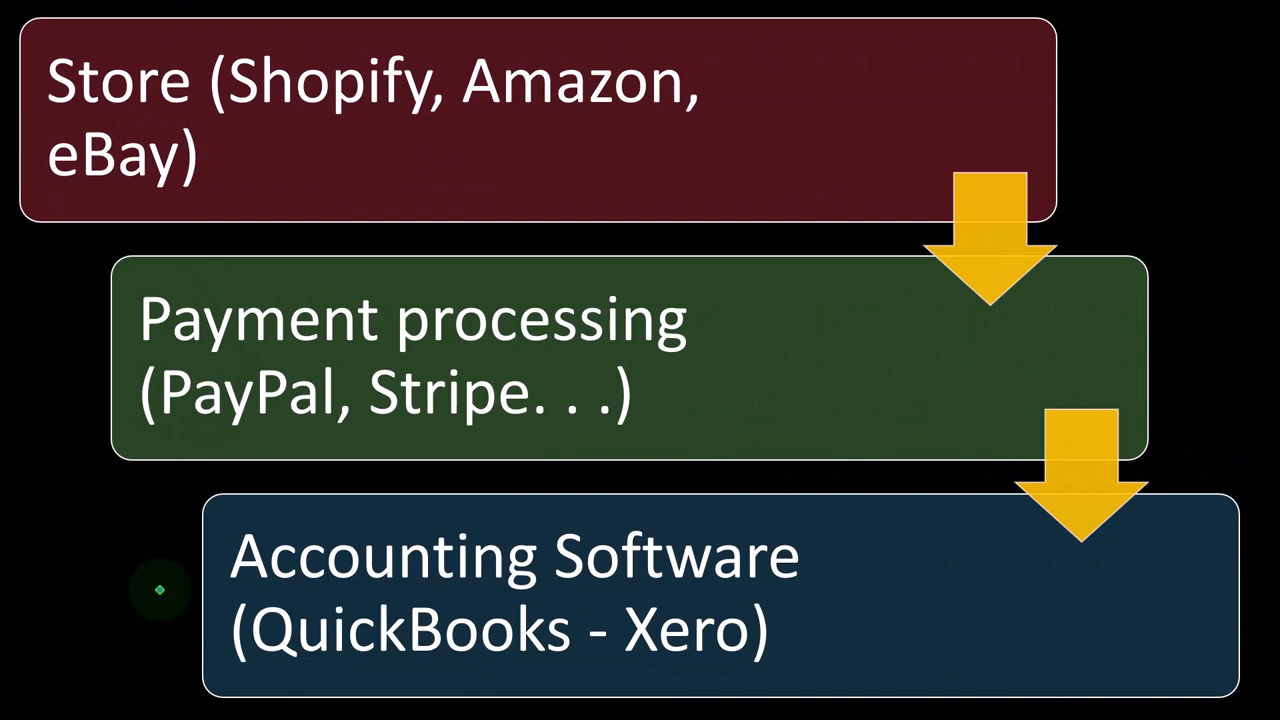 Store (Shopify, Amazon,
eBay)
Payment processing
(PayPal, Stripe. . .)
Accounting Software
(QuickBooks - Xero)